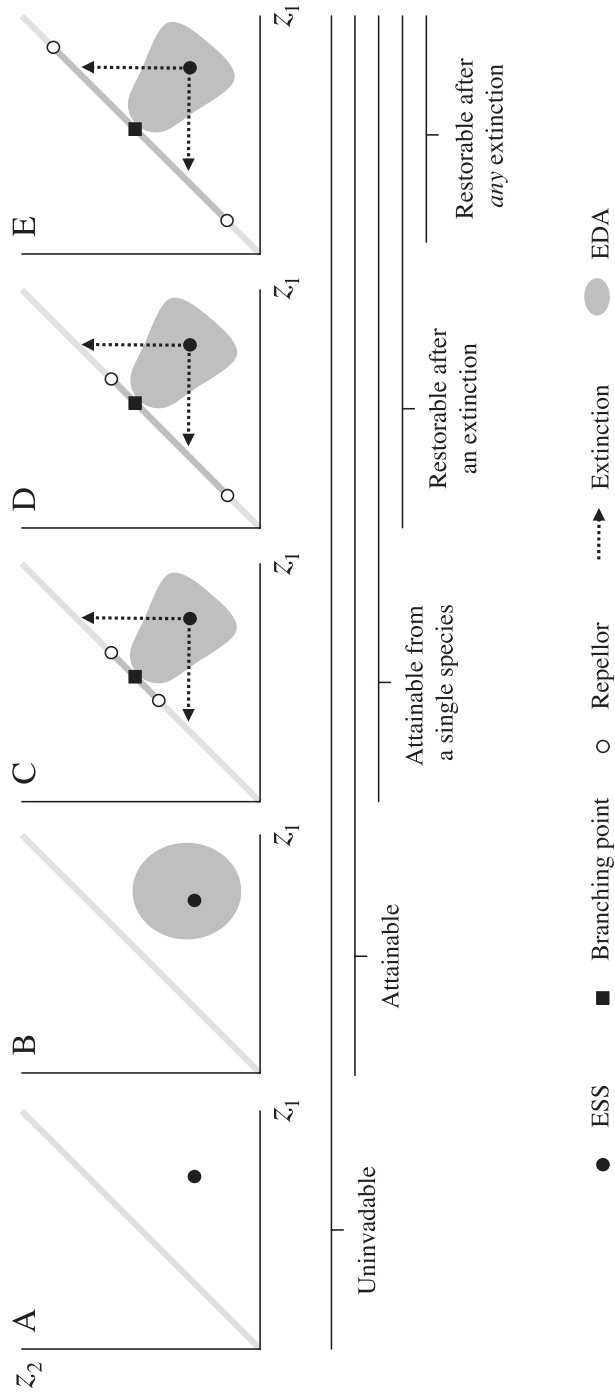 A
B
C
D
E
z2
z1
z1
z1
z1
z1
Uninvadable
Attainable
Attainable from
a single species
Restorable after
an extinction
Restorable after
any extinction
ESS
Branching point
Repellor
Extinction
EDA